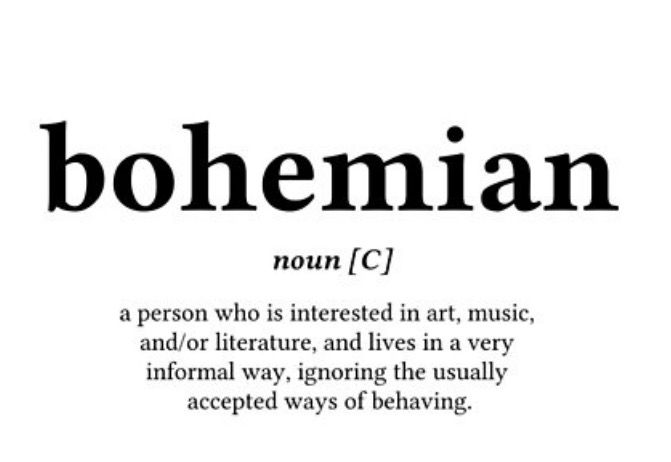 bohemian
noun [C]
a person who is interested in art, music,
and/or literature, and lives in a very
informal way, ignoring the usually
accepted ways of behaving.